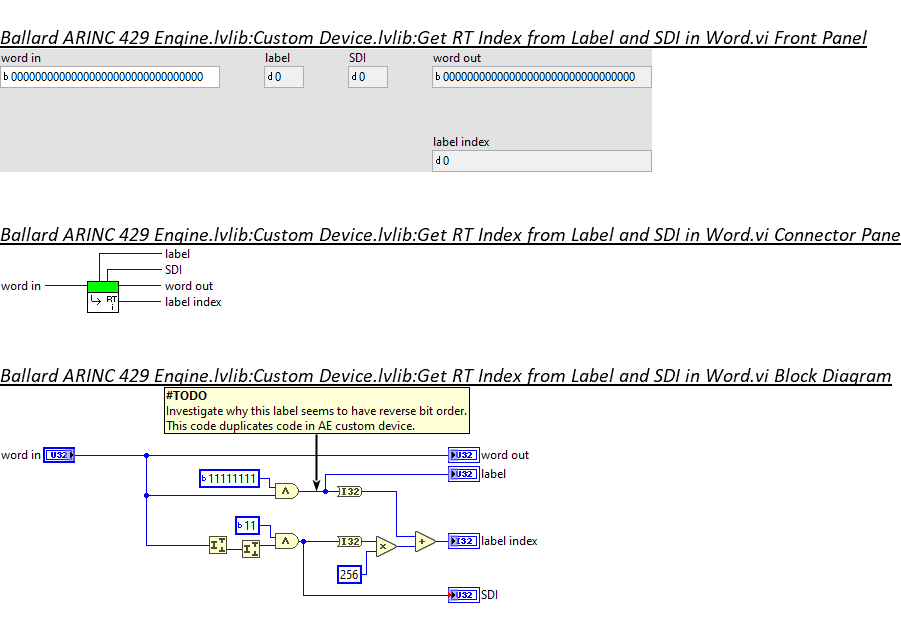 Ballard ARINC 429 Engine.lvlib:Custom Device.lvlib:Get RT Index from Label and SDI in Word.vi Front Panel
word in label SDI word out
b 00000000000000000000000000000000 d 0 d 0 b 00000000000000000000000000000000
label index
d 0
Ballard ARINC 429 Engine.lvlib:Custom Device.lvlib:Get RT Index from Label and SDI in Word.vi Connector Pane
label
SDI
word in word out
RT
label index
i
Ballard ARINC 429 Engine.lvlib:Custom Device.lvlib:Get RT Index from Label and SDI in Word.vi Block Diagram
#TODO
Investigate why this label seems to have reverse bit order.
This code duplicates code in AE custom device.
word in U32 U32 word out
U32 label
b 11111111
I32
b 11
I32 I32 label index
256
U32 SDI